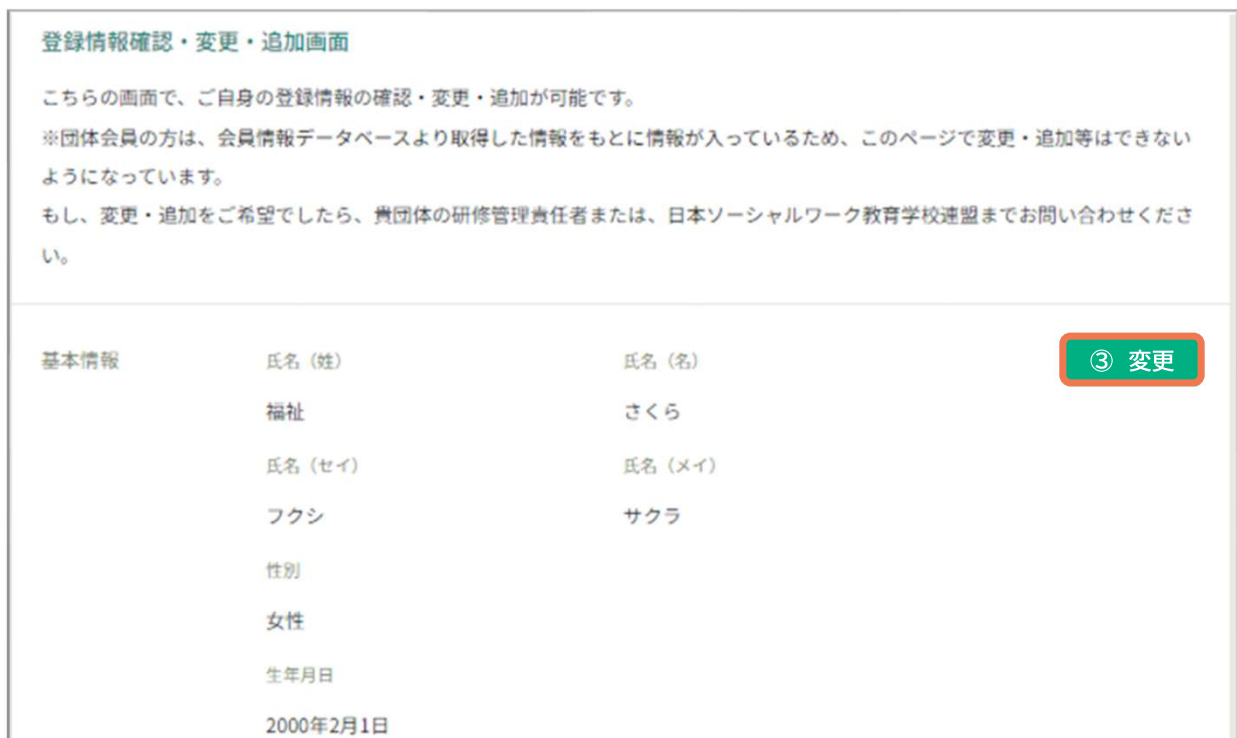 登録情報確認・変更・追加画面
こちらの画面で、ご自身の登録情報の確認・変更・追加が可能です。
※団体会員の方は、会員情報データベースより取得した情報をもとに情報が入っているため、このページで変更・追加等はできない
ようになっています。
もし、変更・追加をご希望でしたら、貴団体の研修管理責任者または、日本ソーシャルワーク教育学校連盟までお問い合わせくださ
い。
基本情報 氏名（姓） 氏名（名） ③ 変更
福祉 さくら
氏名（セイ） 氏名（メイ）
フクシ サクラ
性別
女性
生年月日
2000年2月1日